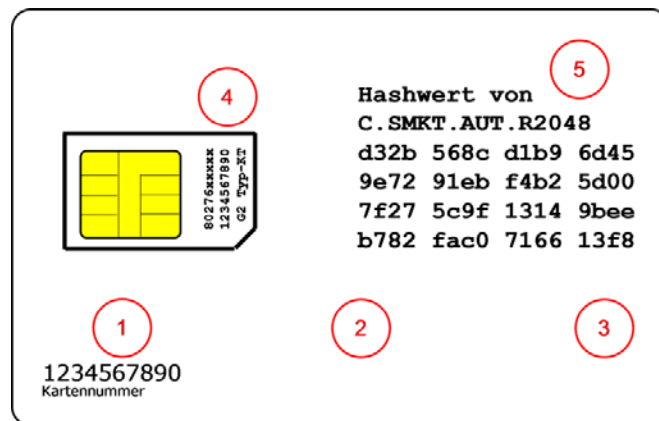 5
4
Hashwert von
C.SMKT.AUT.R2048
d32b 568c d1b9 6d45
9e72 91eb f4b2 5d00
7f27 5c9f 1314 9bee
b782 fac0 7166 13f8
80276xxxxx
1234567890
G2 Typ-KT
1
2
3
1234567890
Kartennummer